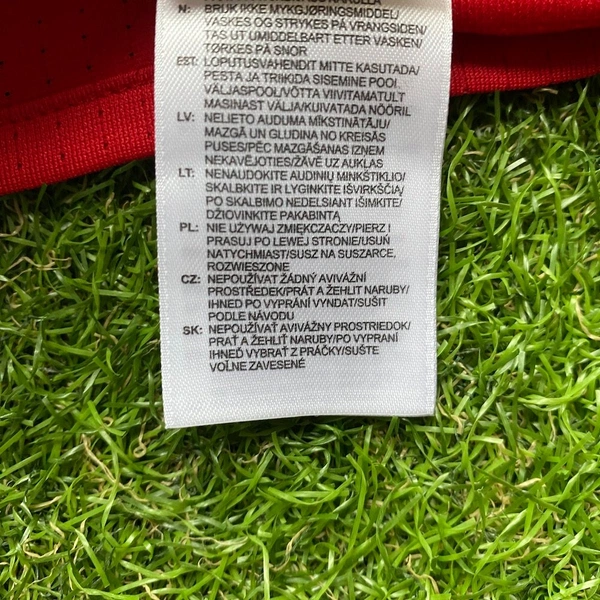 N: BRUK IKKE MYKGJØRINGSMIDDEL/
VASKES OG STRYKES PÅ VRANGSIDEN/
TAS UT UMIDDELBART ETTER VASKEN/
TØRKES PÅ SNOR
EST: LOPUTUSVAHENDIT MITTE KASUTADA/
PESTA JA TRIIKIDA SISEMINE POOL
VÄLJASPOOL/VÕTTA VIIVITAMATULT
MASINAST VÄLJA/KUIVATADA NÖÖRIL
LV: NELIETO AUDUMA MĪKSTINĀTĀJU/
MAZGĀ UN GLUDINA NO KREISĀS
PUSES/PĒC MAZGĀŠANAS IZŅEM
NEKAVĒJOTIES/ŽĀVĒ UZ AUKLAS
LT: NENAUDOKITE AUDINIŲ MINKŠTIKLIO/
SKALBKITE IR LYGINKITE IŠVIRKŠČIĄ/
PO SKALBIMO NEDELSIANT IŠIMKITE/
DŽIOVINKITE PAKABINTĄ
PL: NIE UŻYWAJ ZMIĘKCZACZY/PIERZ I
PRASUJ PO LEWEJ STRONIE/USUŃ
NATYCHMIAST/SUSZ NA SUSZARCE,
ROZWIESZONE
CZ: NEPOUŽÍVAT ŽÁDNÝ AVIVÁŽNÍ
PROSTŘEDEK/PRÁT A ŽEHLIT NARUBY/
IHNED PO VYPRÁNÍ VYNDAT/SUŠIT
PODLE NÁVODU
SK: NEPOUŽÍVAŤ AVIVÁŽNY PROSTRIEDOK/
PRAŤ A ŽEHLIŤ NARUBY/PO VYPRANÍ
IHNEĎ VYBRAŤ Z PRÁČKY/SUŠTE
VOĽNE ZAVESENÉ